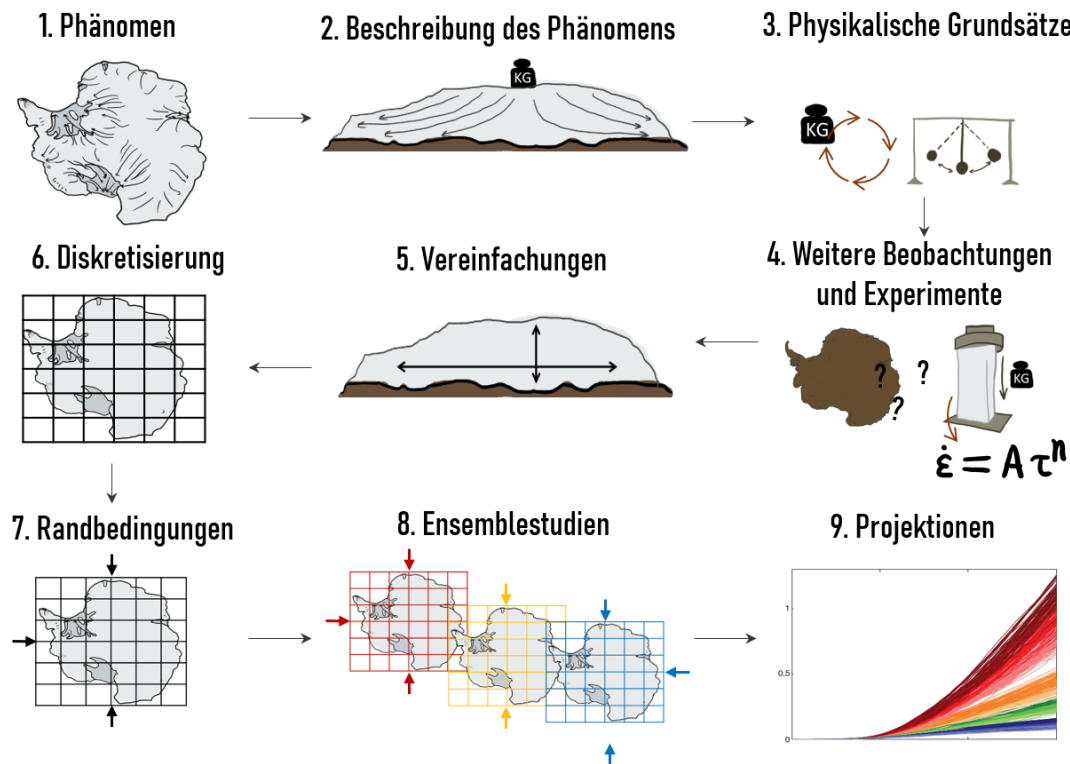 1. Phänomen
2. Beschreibung des Phänomens
KG
3. Physikalische Grundsätze
KG
4. Weitere Beobachtungen
und Experimente
? ?
?
KG
ε̇ = A τⁿ
5. Vereinfachungen
6. Diskretisierung
7. Randbedingungen
8. Ensemblestudien
9. Projektionen
1
0.5
0